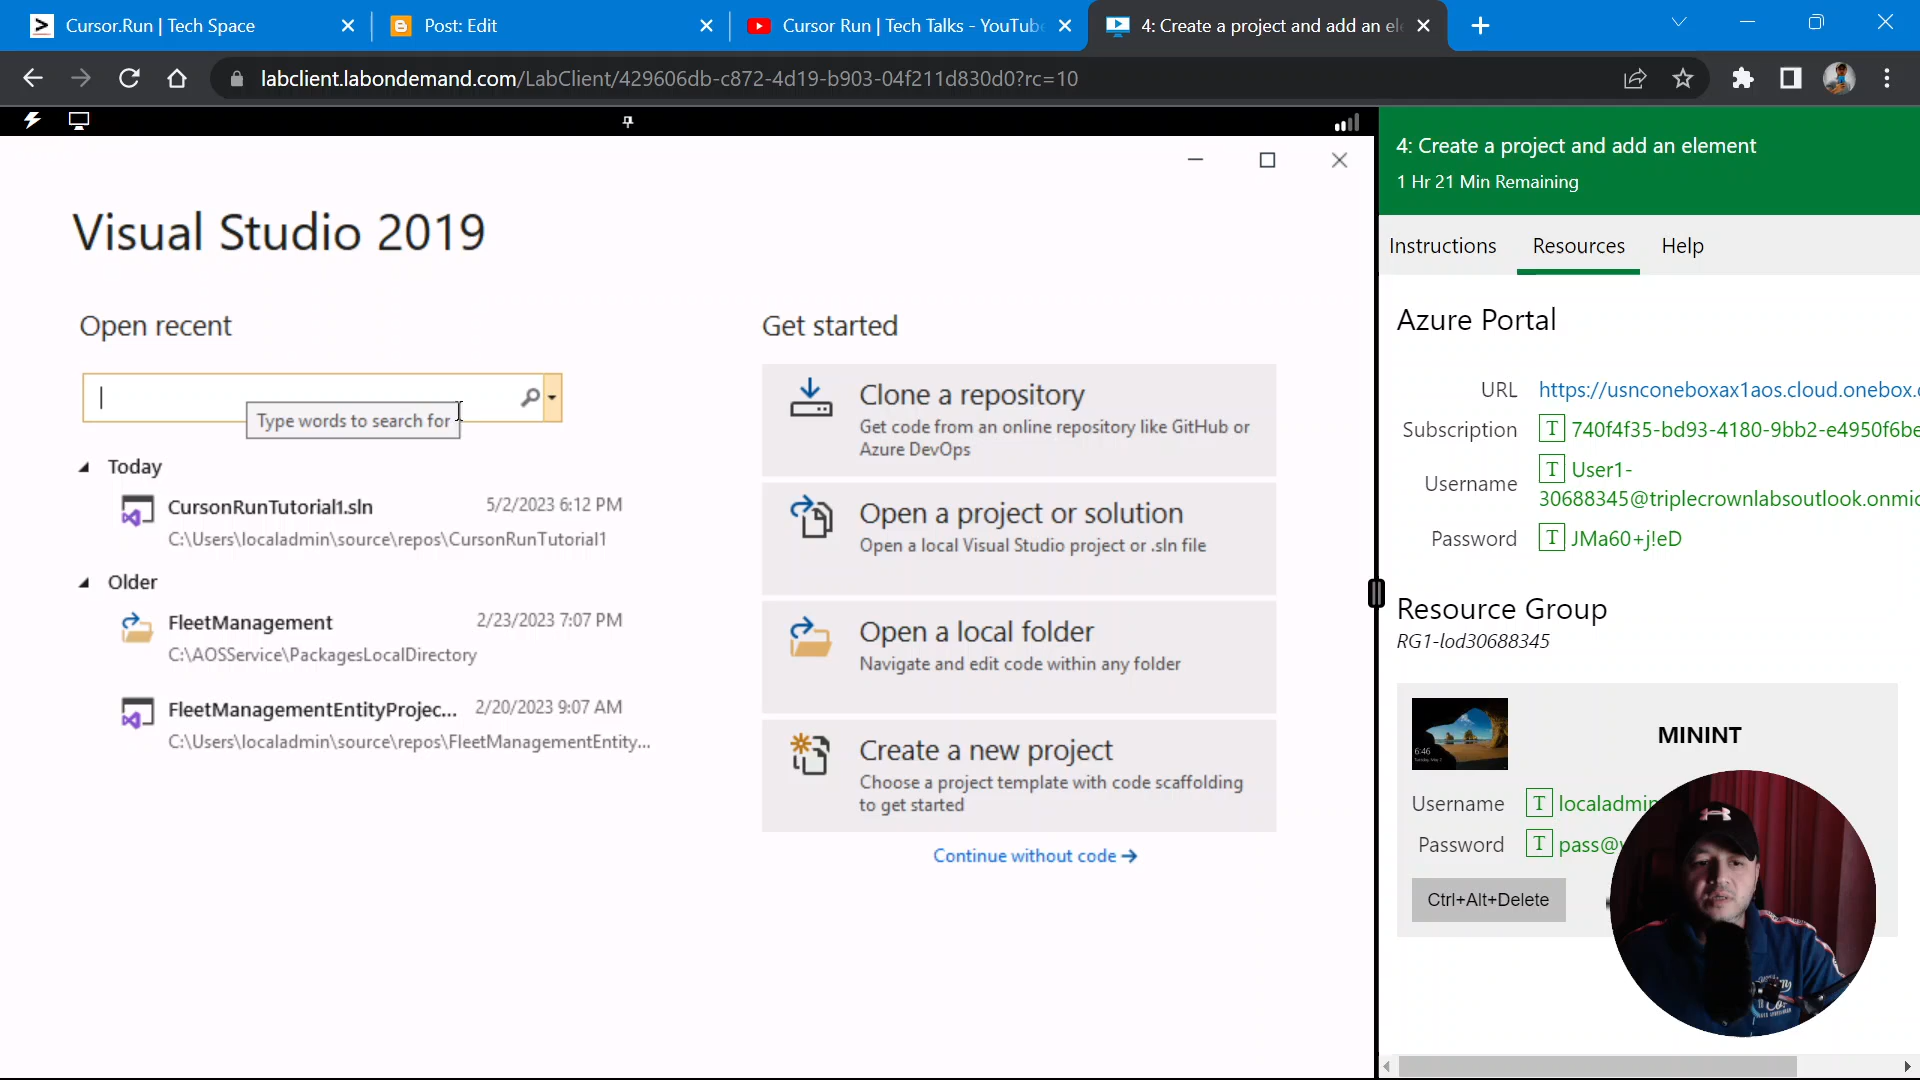 Cursor.Run | Tech Space
Post: Edit
Cursor Run | Tech Talks - YouTube
4: Create a project and add an el
labclient.labondemand.com/LabClient/429606db-c872-4d19-b903-04f211d830d0?rc=10
Visual Studio 2019
Open recent
Type words to search for
Today
CursonRunTutorial1.sln
5/2/2023 6:12 PM
C:\Users\localadmin\source\repos\CursonRunTutorial1
Older
FleetManagement
2/23/2023 7:07 PM
C:\AOSService\PackagesLocalDirectory
FleetManagementEntityProjec...
2/20/2023 9:07 AM
C:\Users\localadmin\source\repos\FleetManagementEntity...
Get started
Clone a repository
Get code from an online repository like GitHub or
Azure DevOps
Open a project or solution
Open a local Visual Studio project or .sln file
Open a local folder
Navigate and edit code within any folder
Create a new project
Choose a project template with code scaffolding
to get started
Continue without code →
4: Create a project and add an element
1 Hr 21 Min Remaining
Instructions
Resources
Help
Azure Portal
URL
https://usnconeboxax1aos.cloud.onebox.
Subscription
T 740f4f35-bd93-4180-9bb2-e4950f6be
Username
T User1-
30688345@triplecrownlabsoutlook.onmic
Password
T JMa60+j!eD
Resource Group
RG1-lod30688345
6:46
MININT
Username
T localadmin
Password
T pass@
Ctrl+Alt+Delete